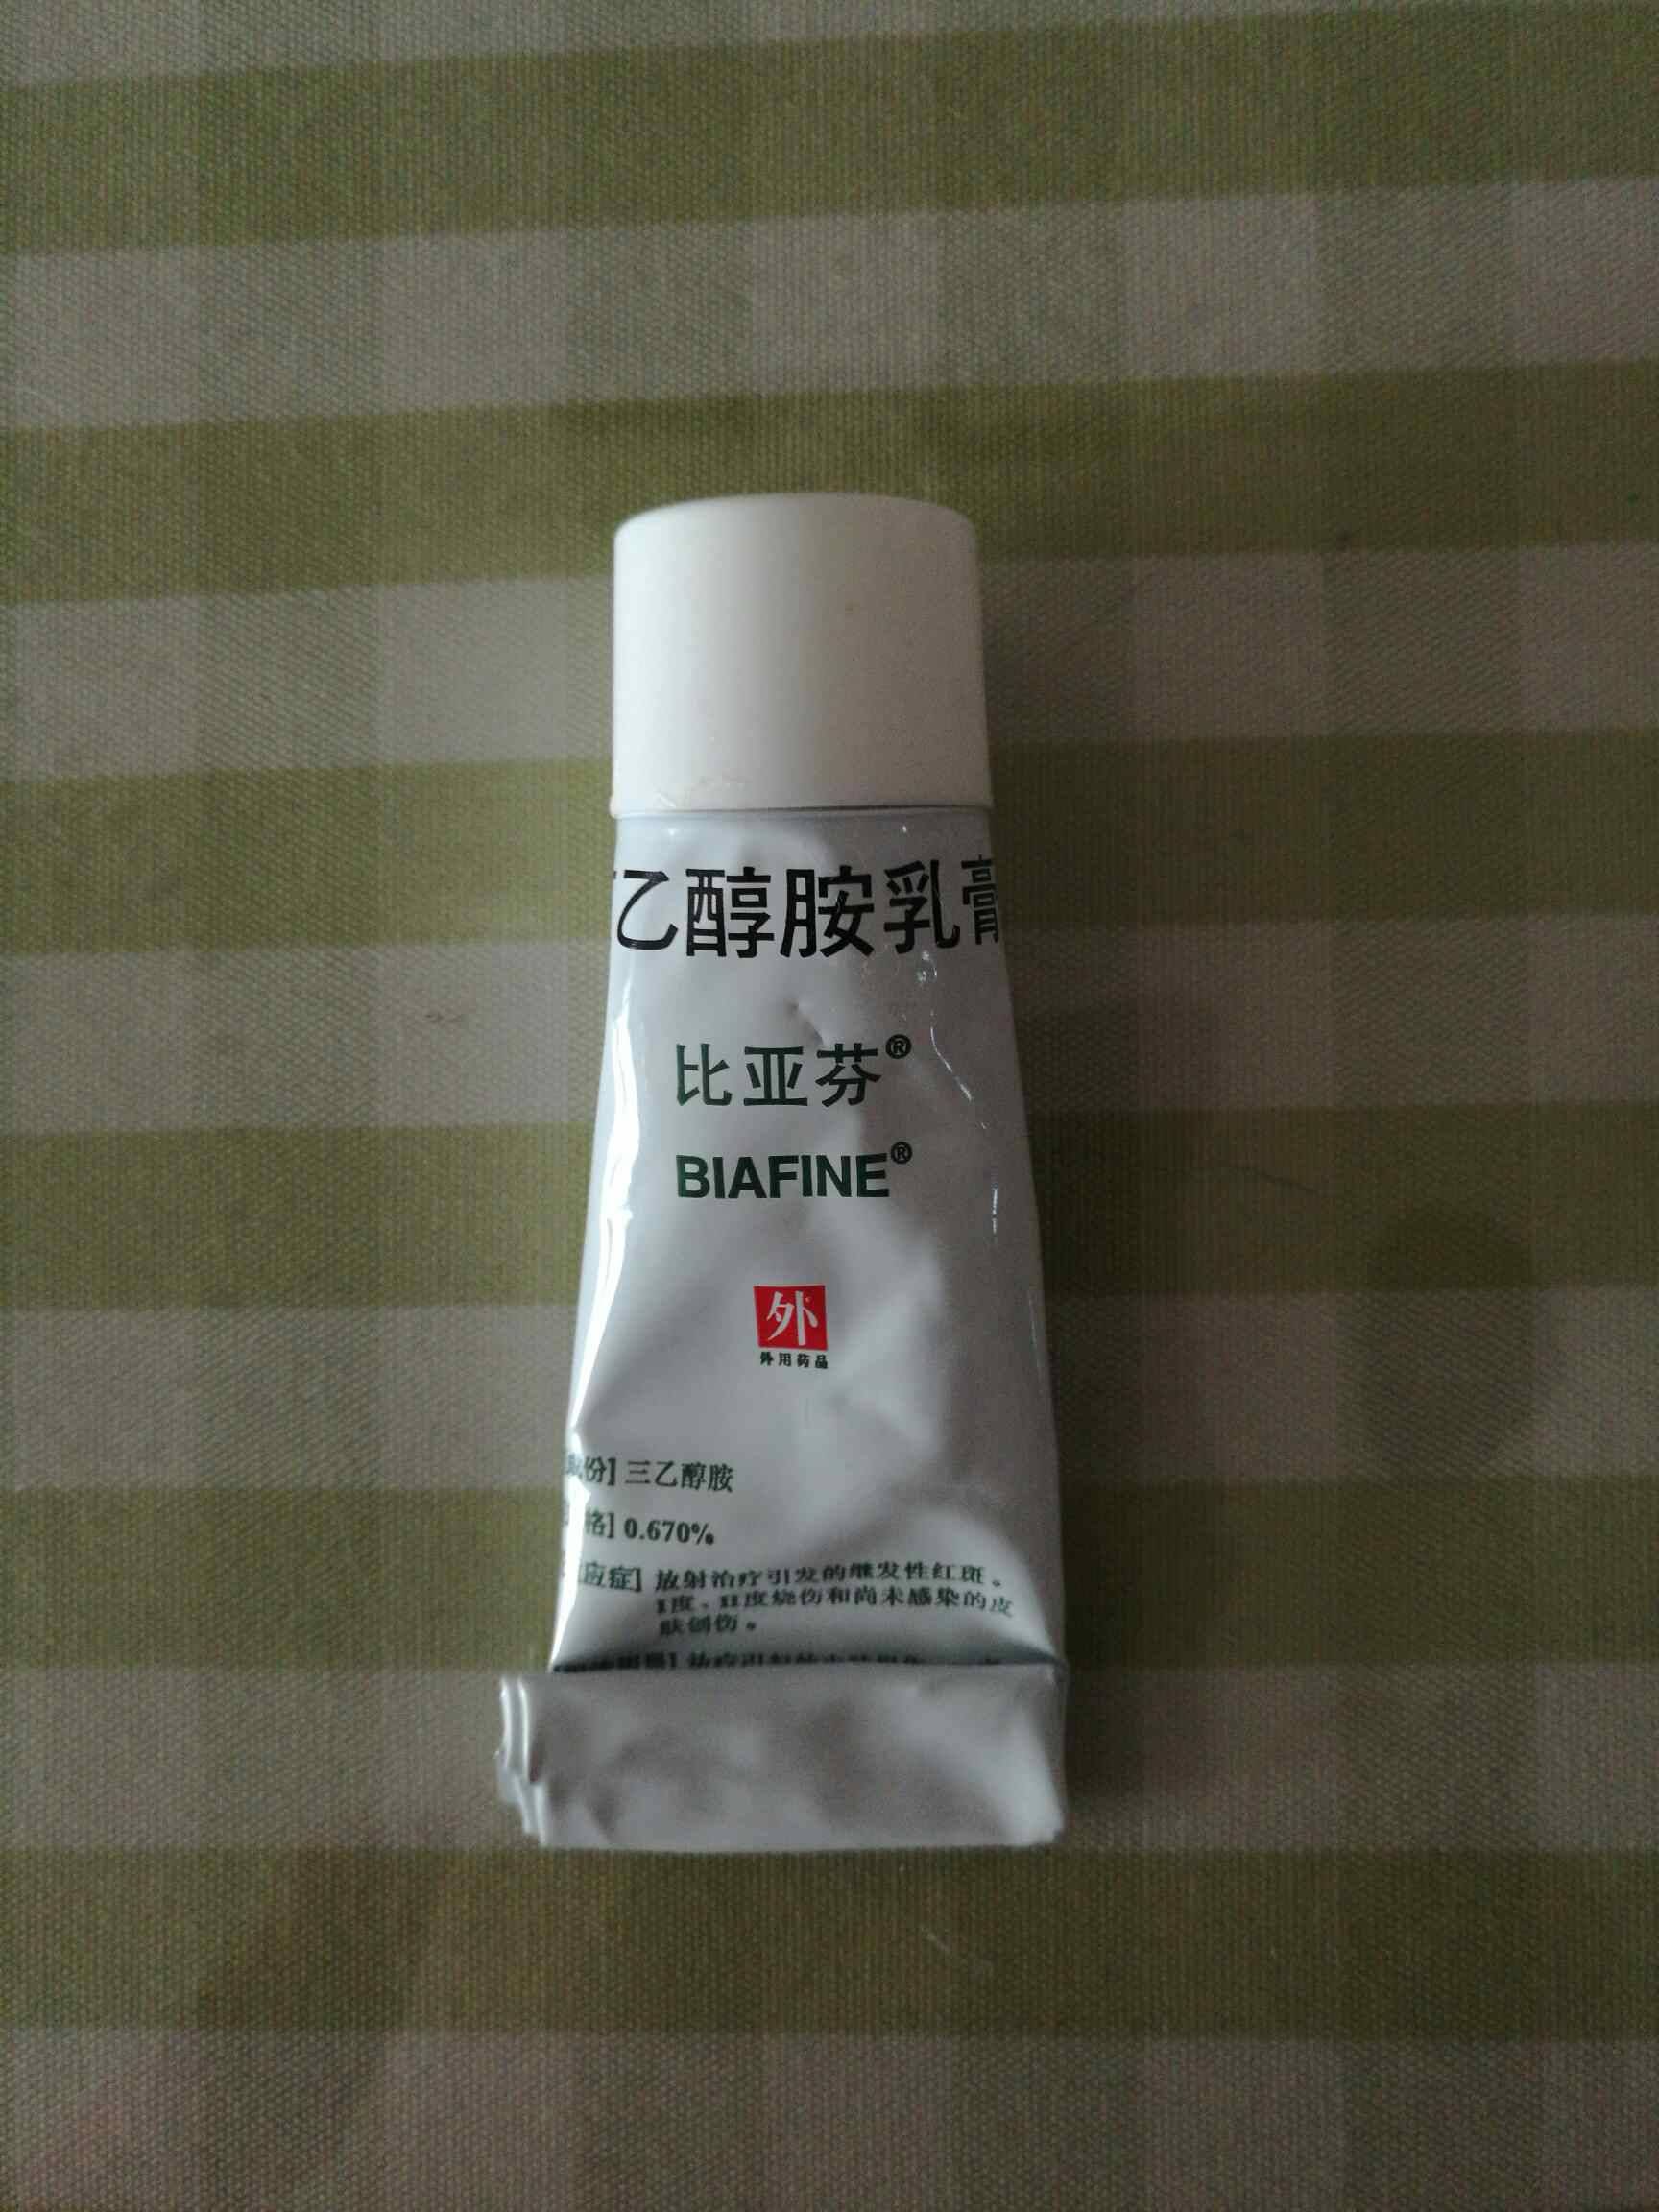 乙醇胺乳膏
比亚芬®
BIAFINE®
外
外用药品
份] 三乙醇胺
格] 0.670%
应症] 放射治疗引发的继发性红斑。
I度、II度烧伤和尚未感染的皮
肤创伤。